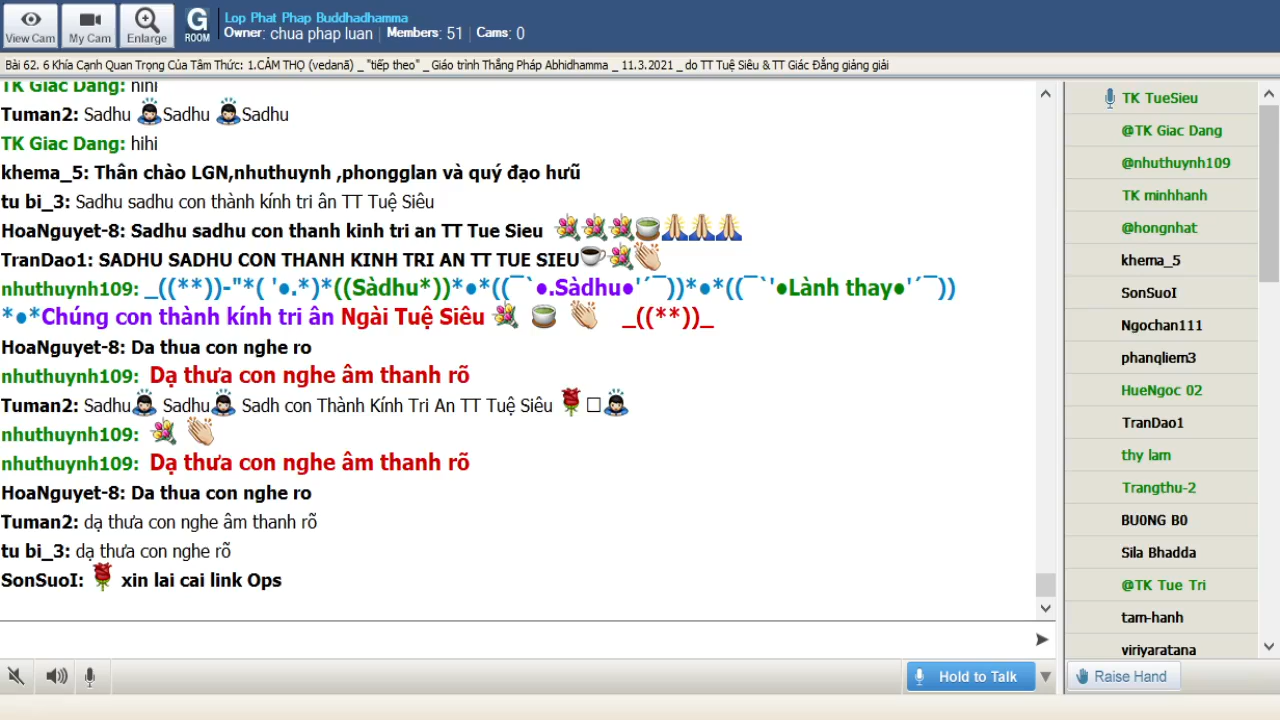 View Cam
My Cam
Enlarge
G
ROOM
Lop Phat Phap Buddhadhamma
Owner: chua phap luan | Members: 51 | Cams: 0
Bài 62. 6 Khía Cạnh Quan Trọng Của Tâm Thức: 1.CẢM THỌ (vedanā) _ "tiếp theo" _ Giáo trình Thắng Pháp Abhidhamma _ 11.3.2021 _ do TT Tuệ Siêu & TT Giác Đẳng giảng giải
TK Giac Dang: hihi
Tuman2: Sadhu 🙇Sadhu 🙇Sadhu
TK Giac Dang: hihi
khema_5: Thân chào LGN,nhuthuynh ,phongglan và quý đạo hưũ
tu bi_3: Sadhu sadhu con thành kính tri ân TT Tuệ Siêu
HoaNguyet-8: Sadhu sadhu con thanh kinh tri an TT Tue Sieu 💐💐💐🍵🙏🙏🙏
TranDao1: SADHU SADHU CON THANH KINH TRI AN TT TUE SIEU☕💐👏
nhuthuynh109: _((**))-"*( '●.*)*((Sàdhu*))*●*((¯`●.Sàdhu●'´¯))*●*((¯`'●Lành thay●'´¯))
*●*Chúng con thành kính tri ân Ngài Tuệ Siêu 💐 🍵 👏 _((**))_
HoaNguyet-8: Da thua con nghe ro
nhuthuynh109: Dạ thưa con nghe âm thanh rõ
Tuman2: Sadhu🙇 Sadhu🙇 Sadh con Thành Kính Tri An TT Tuệ Siêu 🌹□🙇
nhuthuynh109: 💐 👏
nhuthuynh109: Dạ thưa con nghe âm thanh rõ
HoaNguyet-8: Da thua con nghe ro
Tuman2: dạ thưa con nghe âm thanh rõ
tu bi_3: dạ thưa con nghe rõ
SonSuoI: 🌹 xin lai cai link Ops
Hold to Talk
TK TueSieu
@TK Giac Dang
@nhuthuynh109
TK minhhanh
@hongnhat
khema_5
SonSuoI
Ngochan111
phanqliem3
HueNgoc 02
TranDao1
thy lam
Trangthu-2
BU0NG B0
Sila Bhadda
@TK Tue Tri
tam-hanh
viriyaratana
Raise Hand